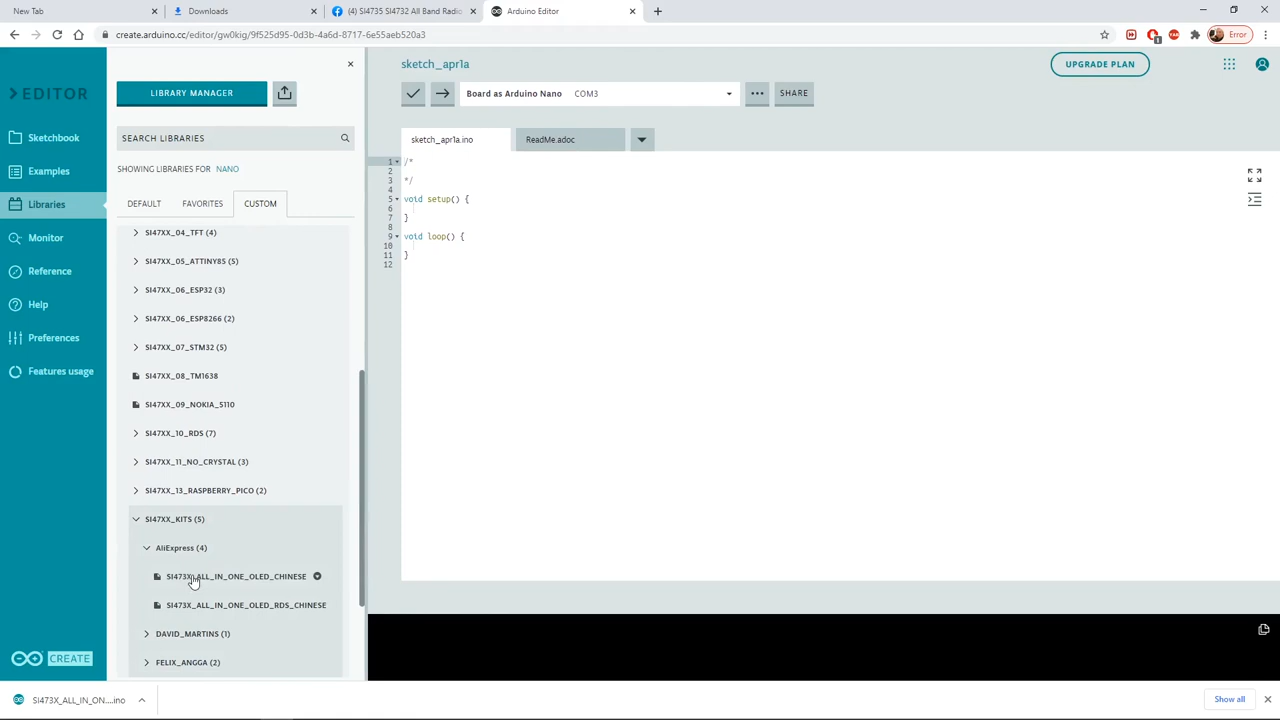 New Tab
Downloads
(4) SI4735 SI4732 All Band Radio
Arduino Editor
create.arduino.cc/editor/gw0kig/9f525d95-0d3b-4a6d-8717-6e55aeb520a3
1
Error
>EDITOR
Sketchbook
Examples
Libraries
Monitor
Reference
Help
Preferences
Features usage
CREATE
LIBRARY MANAGER
SEARCH LIBRARIES
SHOWING LIBRARIES FOR NANO
DEFAULT
FAVORITES
CUSTOM
SI47XX_04_TFT (4)
SI47XX_05_ATTINY85 (5)
SI47XX_06_ESP32 (3)
SI47XX_06_ESP8266 (2)
SI47XX_07_STM32 (5)
SI47XX_08_TM1638
SI47XX_09_NOKIA_5110
SI47XX_10_RDS (7)
SI47XX_11_NO_CRYSTAL (3)
SI47XX_13_RASPBERRY_PICO (2)
SI47XX_KITS (5)
AliExpress (4)
SI473X_ALL_IN_ONE_OLED_CHINESE
SI473X_ALL_IN_ONE_OLED_RDS_CHINESE
DAVID_MARTINS (1)
FELIX_ANGGA (2)
sketch_apr1a
UPGRADE PLAN
Board as Arduino Nano COM3
SHARE
sketch_apr1a.ino
ReadMe.adoc
1 /*
2
3 */
4
5 void setup() {
6
7 }
8
9 void loop() {
10
11 }
12
SI473X_ALL_IN_ON....ino
Show all